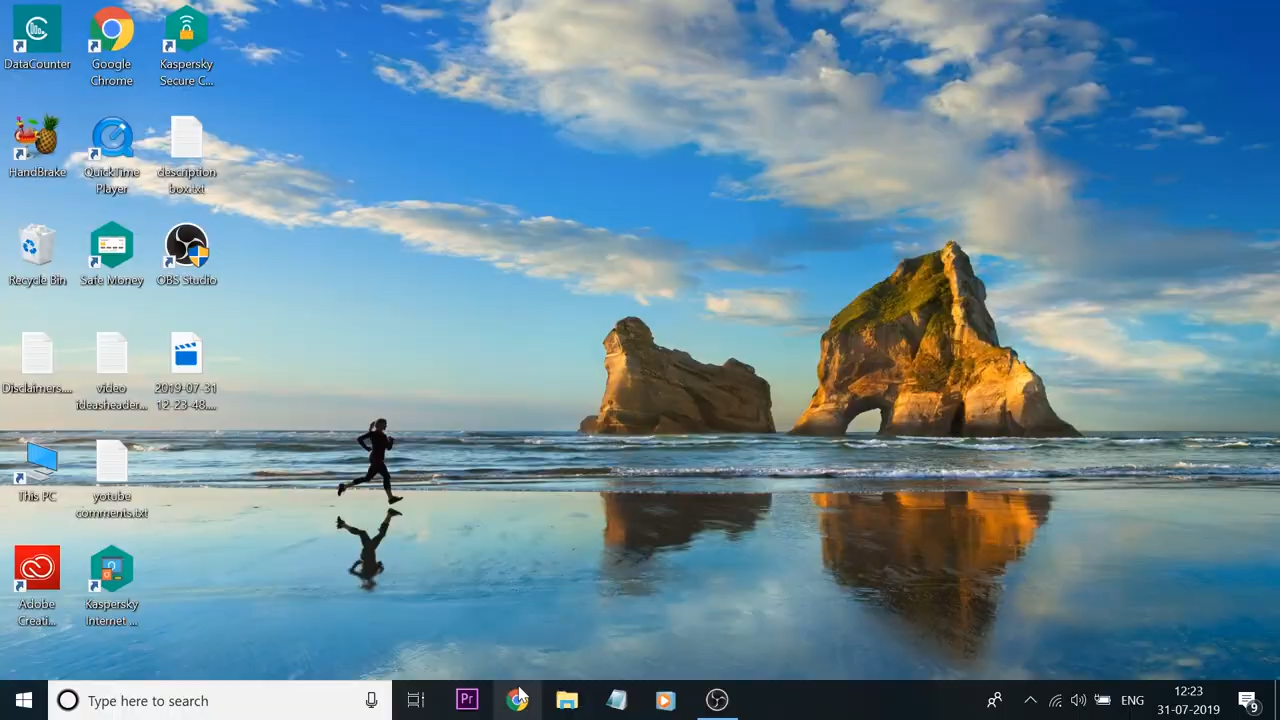 DataCounter
Google
Chrome
Kaspersky
Secure C...
HandBrake
QuickTime
Player
description
box.txt
Recycle Bin
Safe Money
OBS Studio
Disclaimers....
video
ideasheader...
2019-07-31
12-23-48....
This PC
yotube
comments.txt
Adobe
Creati...
Kaspersky
Internet ...
Type here to search
Pr
ENG
12:23
31-07-2019
9